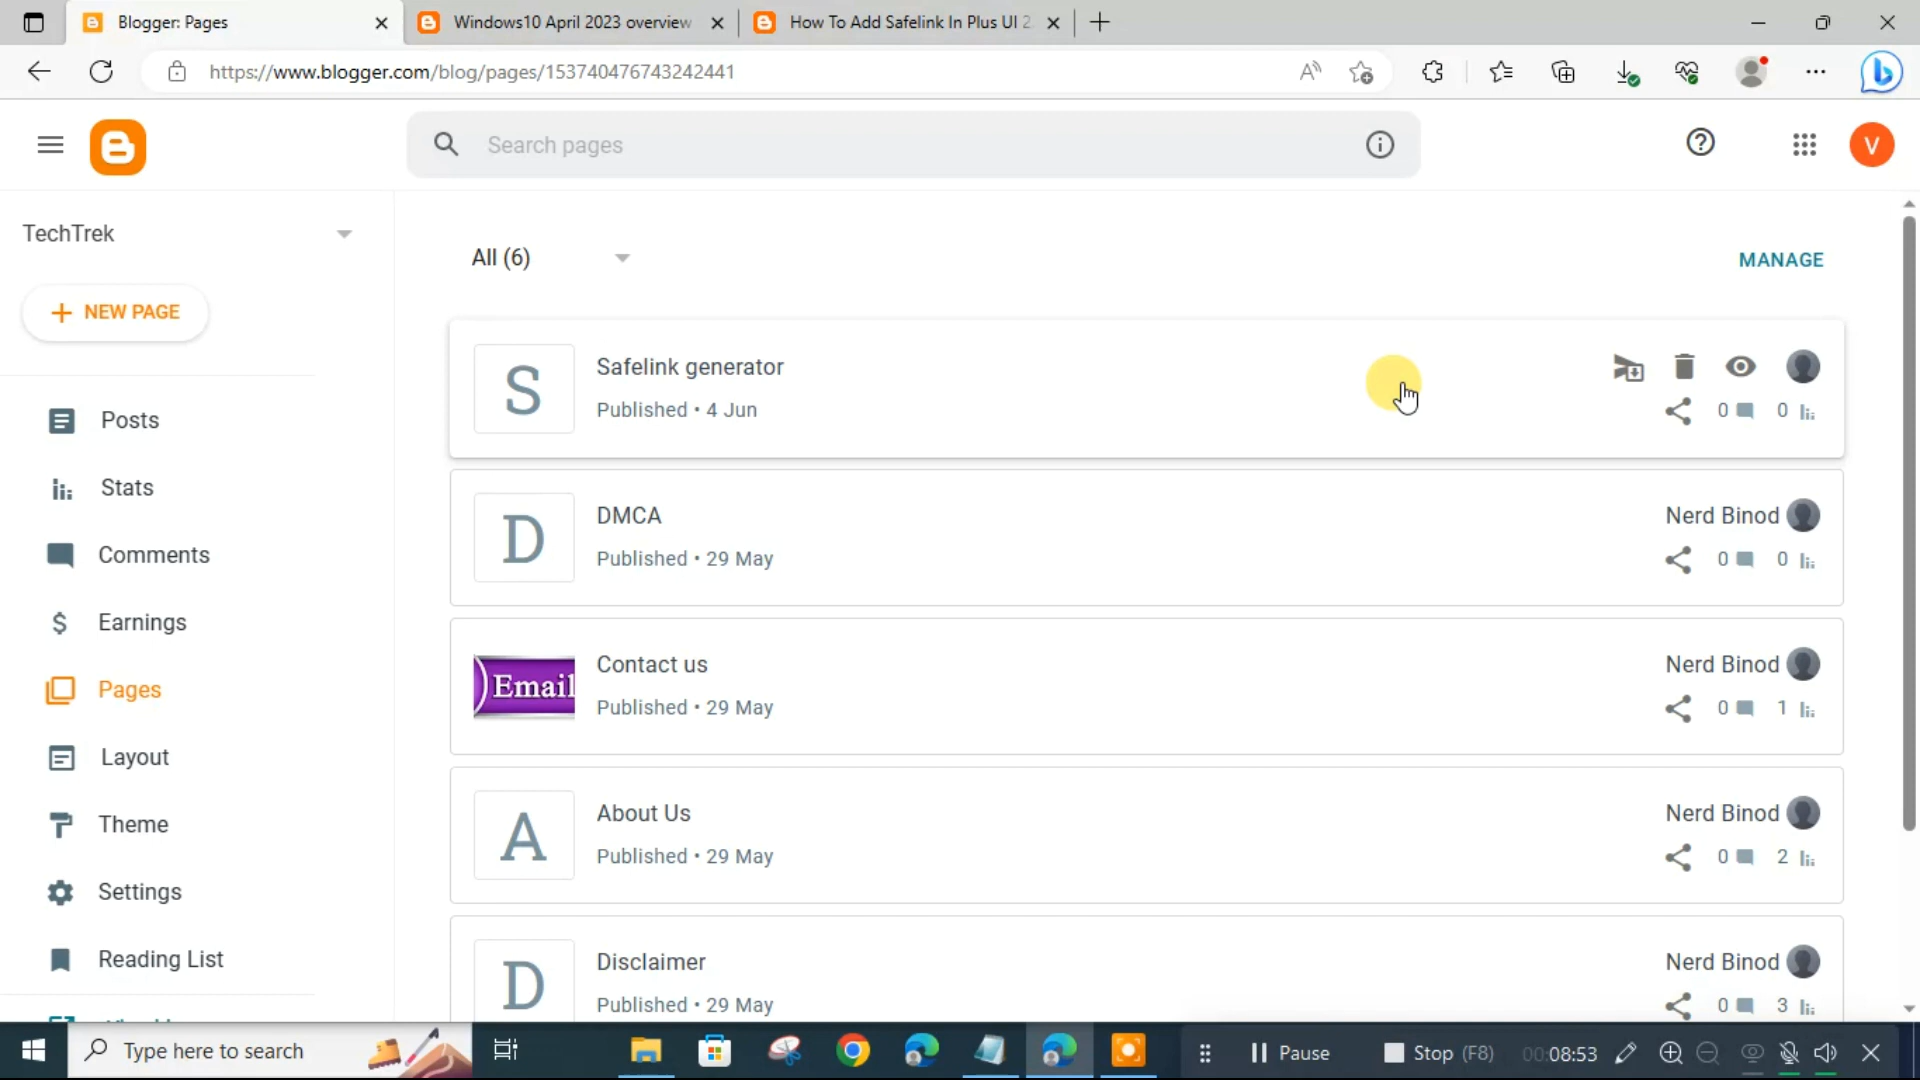 Blogger: Pages
Windows10 April 2023 overview
How To Add Safelink In Plus UI 2
https://www.blogger.com/blog/pages/153740476743242441
Search pages
V
TechTrek
All (6)
MANAGE
NEW PAGE
S
Safelink generator
Published • 4 Jun
0
0
Posts
Stats
Comments
Earnings
Pages
Layout
Theme
Settings
Reading List
D
DMCA
Published • 29 May
Nerd Binod
0
0
Email
Contact us
Published • 29 May
Nerd Binod
0
1
A
About Us
Published • 29 May
Nerd Binod
0
2
D
Disclaimer
Published • 29 May
Nerd Binod
0
3
Type here to search
Pause
Stop (F8)
00:08:53